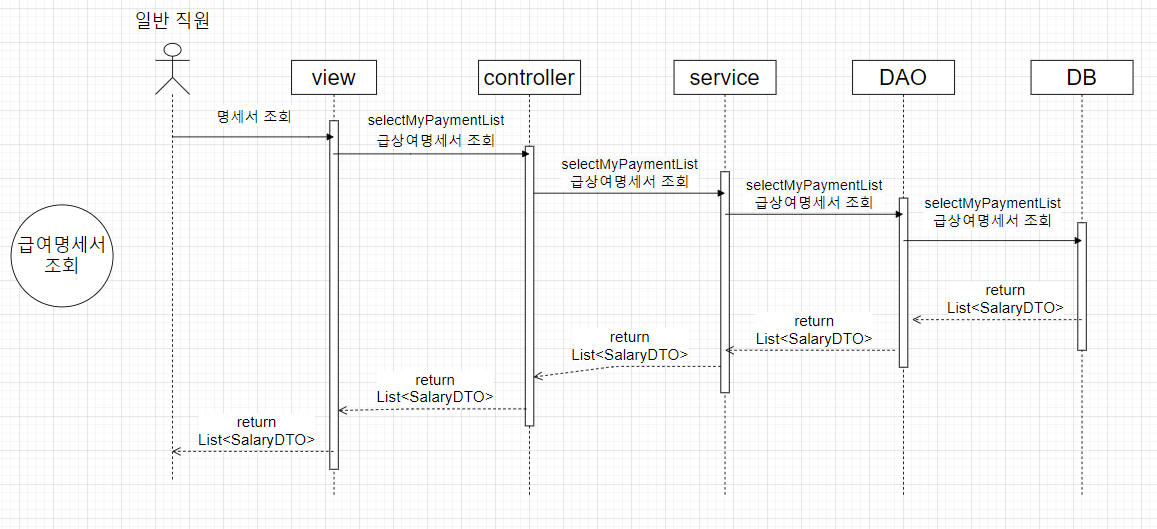 일반 직원
view
controller
service
DAO
DB
명세서 조회
selectMyPaymentList
급상여명세서 조회
selectMyPaymentList
급상여명세서 조회
selectMyPaymentList
급상여명세서 조회
selectMyPaymentList
급상여명세서 조회
급여명세서
조회
return
List<SalaryDTO>
return
List<SalaryDTO>
return
List<SalaryDTO>
return
List<SalaryDTO>
return
List<SalaryDTO>